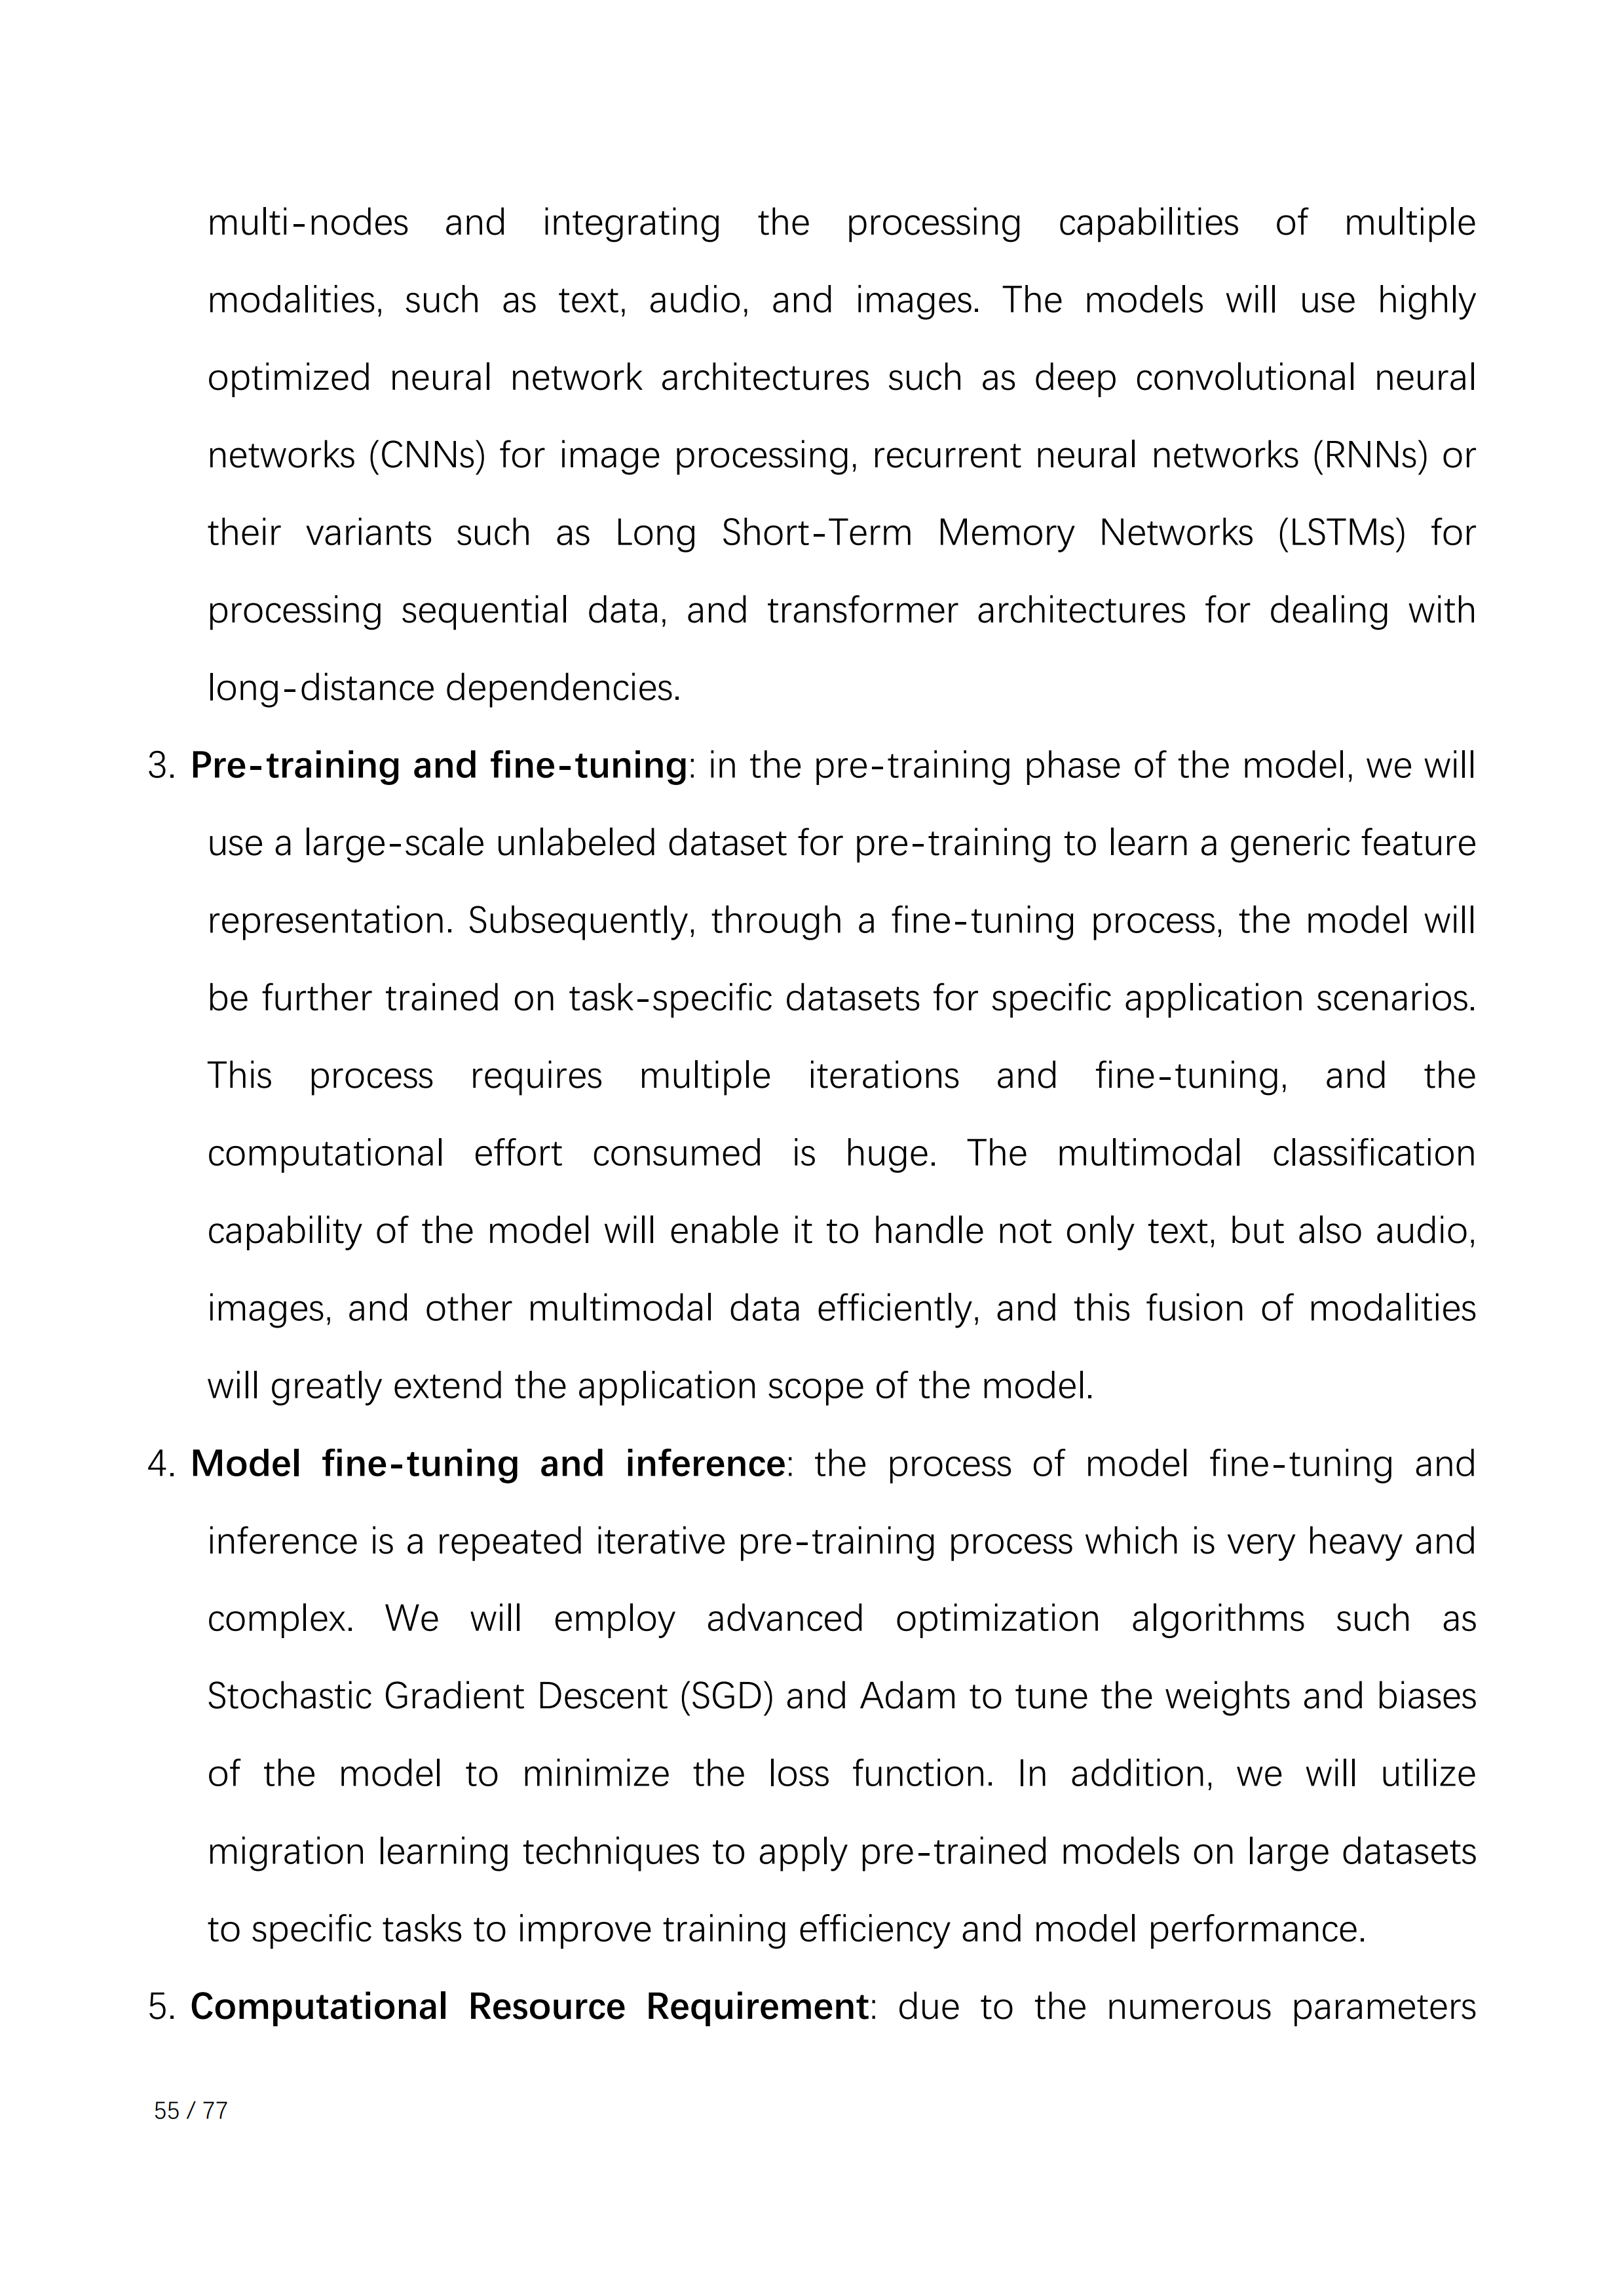 multi-nodes and integrating the processing capabilities of multiple
modalities, such as text, audio, and images. The models will use highly
optimized neural network architectures such as deep convolutional neural
networks (CNNs) for image processing, recurrent neural networks (RNNs) or
their variants such as Long Short-Term Memory Networks (LSTMs) for
processing sequential data, and transformer architectures for dealing with
long-distance dependencies.
3. Pre-training and fine-tuning: in the pre-training phase of the model, we will
use a large-scale unlabeled dataset for pre-training to learn a generic feature
representation. Subsequently, through a fine-tuning process, the model will
be further trained on task-specific datasets for specific application scenarios.
This process requires multiple iterations and fine-tuning, and the
computational effort consumed is huge. The multimodal classification
capability of the model will enable it to handle not only text, but also audio,
images, and other multimodal data efficiently, and this fusion of modalities
will greatly extend the application scope of the model.
4. Model fine-tuning and inference: the process of model fine-tuning and
inference is a repeated iterative pre-training process which is very heavy and
complex. We will employ advanced optimization algorithms such as
Stochastic Gradient Descent (SGD) and Adam to tune the weights and biases
of the model to minimize the loss function. In addition, we will utilize
migration learning techniques to apply pre-trained models on large datasets
to specific tasks to improve training efficiency and model performance.
5. Computational Resource Requirement: due to the numerous parameters
55 / 77